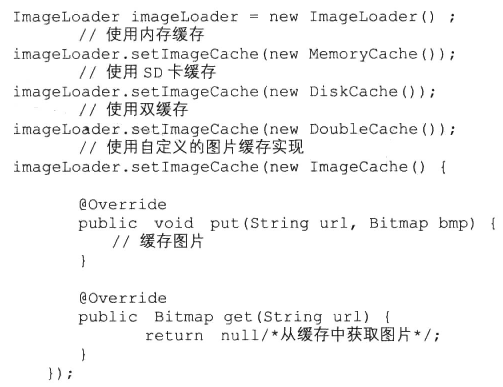 ImageLoader imageLoader = new ImageLoader() ;
// 使用内存缓存
imageLoader.setImageCache(new MemoryCache());
// 使用 SD 卡缓存
imageLoader.setImageCache(new DiskCache());
// 使用双缓存
imageLoader.setImageCache(new DoubleCache());
// 使用自定义的图片缓存实现
imageLoader.setImageCache(new ImageCache() {
@Override
public void put(String url, Bitmap bmp) {
// 缓存图片
}
@Override
public Bitmap get(String url) {
return null/*从缓存中获取图片*/;
}
});